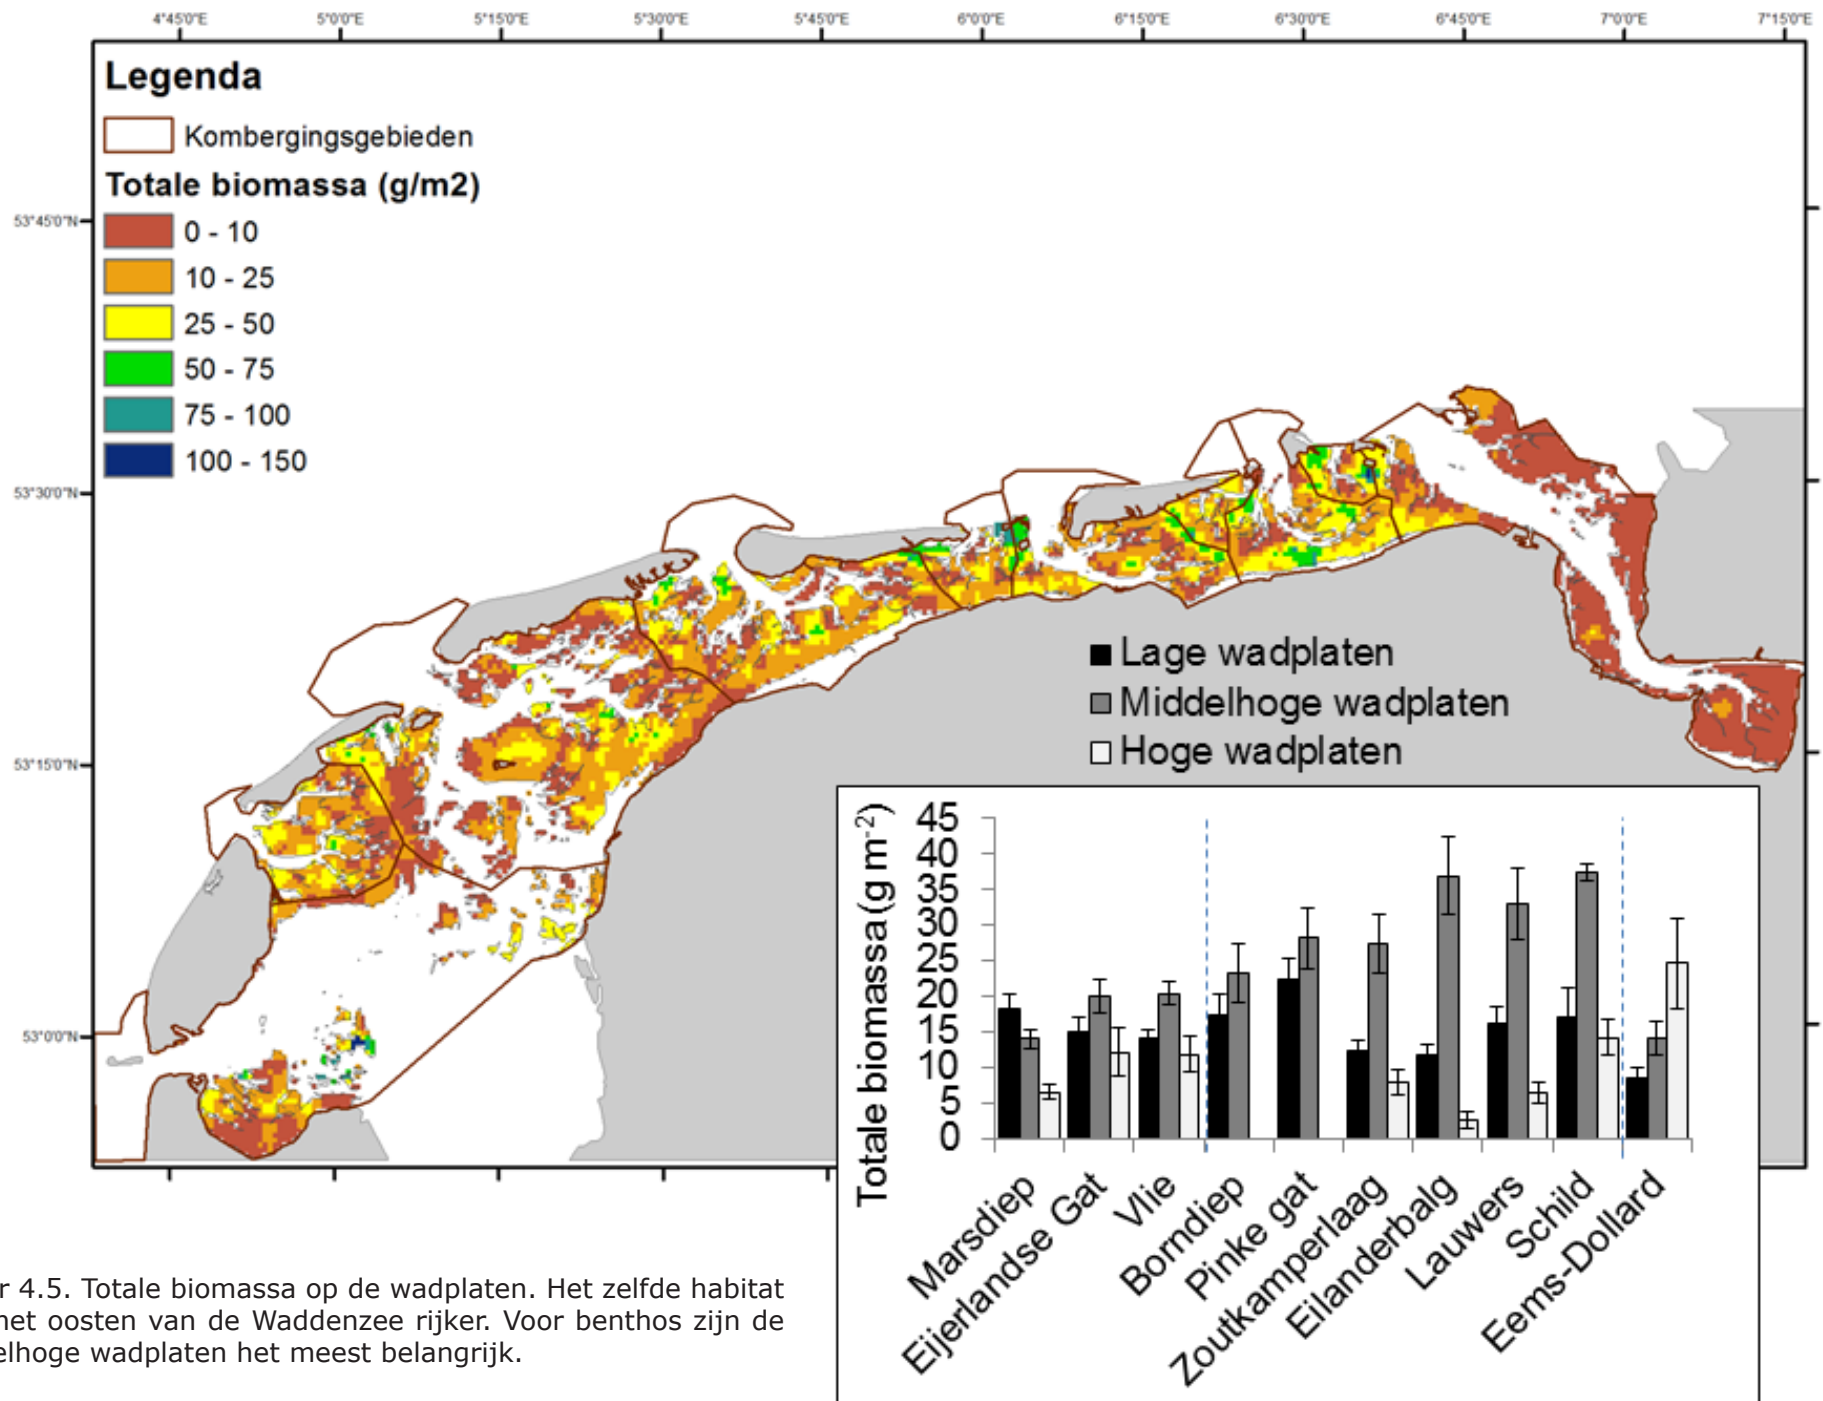 4°45'0"E 5°0'0"E 5°15'0"E 5°30'0"E 5°45'0"E 6°0'0"E 6°15'0"E 6°30'0"E 6°45'0"E 7°0'0"E 7°15'0"E
Legenda
Kombergingsgebieden
Totale biomassa (g/m2)
0 - 10
10 - 25
25 - 50
50 - 75
75 - 100
100 - 150
53°45'0"N
53°30'0"N
53°15'0"N
53°0'0"N
Lage wadplaten
Middelhoge wadplaten
Hoge wadplaten
Totale biomassa(g m-2)
45
40
35
30
25
20
15
10
5
0
Marsdiep
Eijerlandse Gat
Vlie
Borndiep
Pinke gat
Zoutkamperlaag
Eilanderbalg
Lauwers
Schild
Eems-Dollard
r 4.5. Totale biomassa op de wadplaten. Het zelfde habitat
net oosten van de Waddenzee rijker. Voor benthos zijn de
elhoge wadplaten het meest belangrijk.